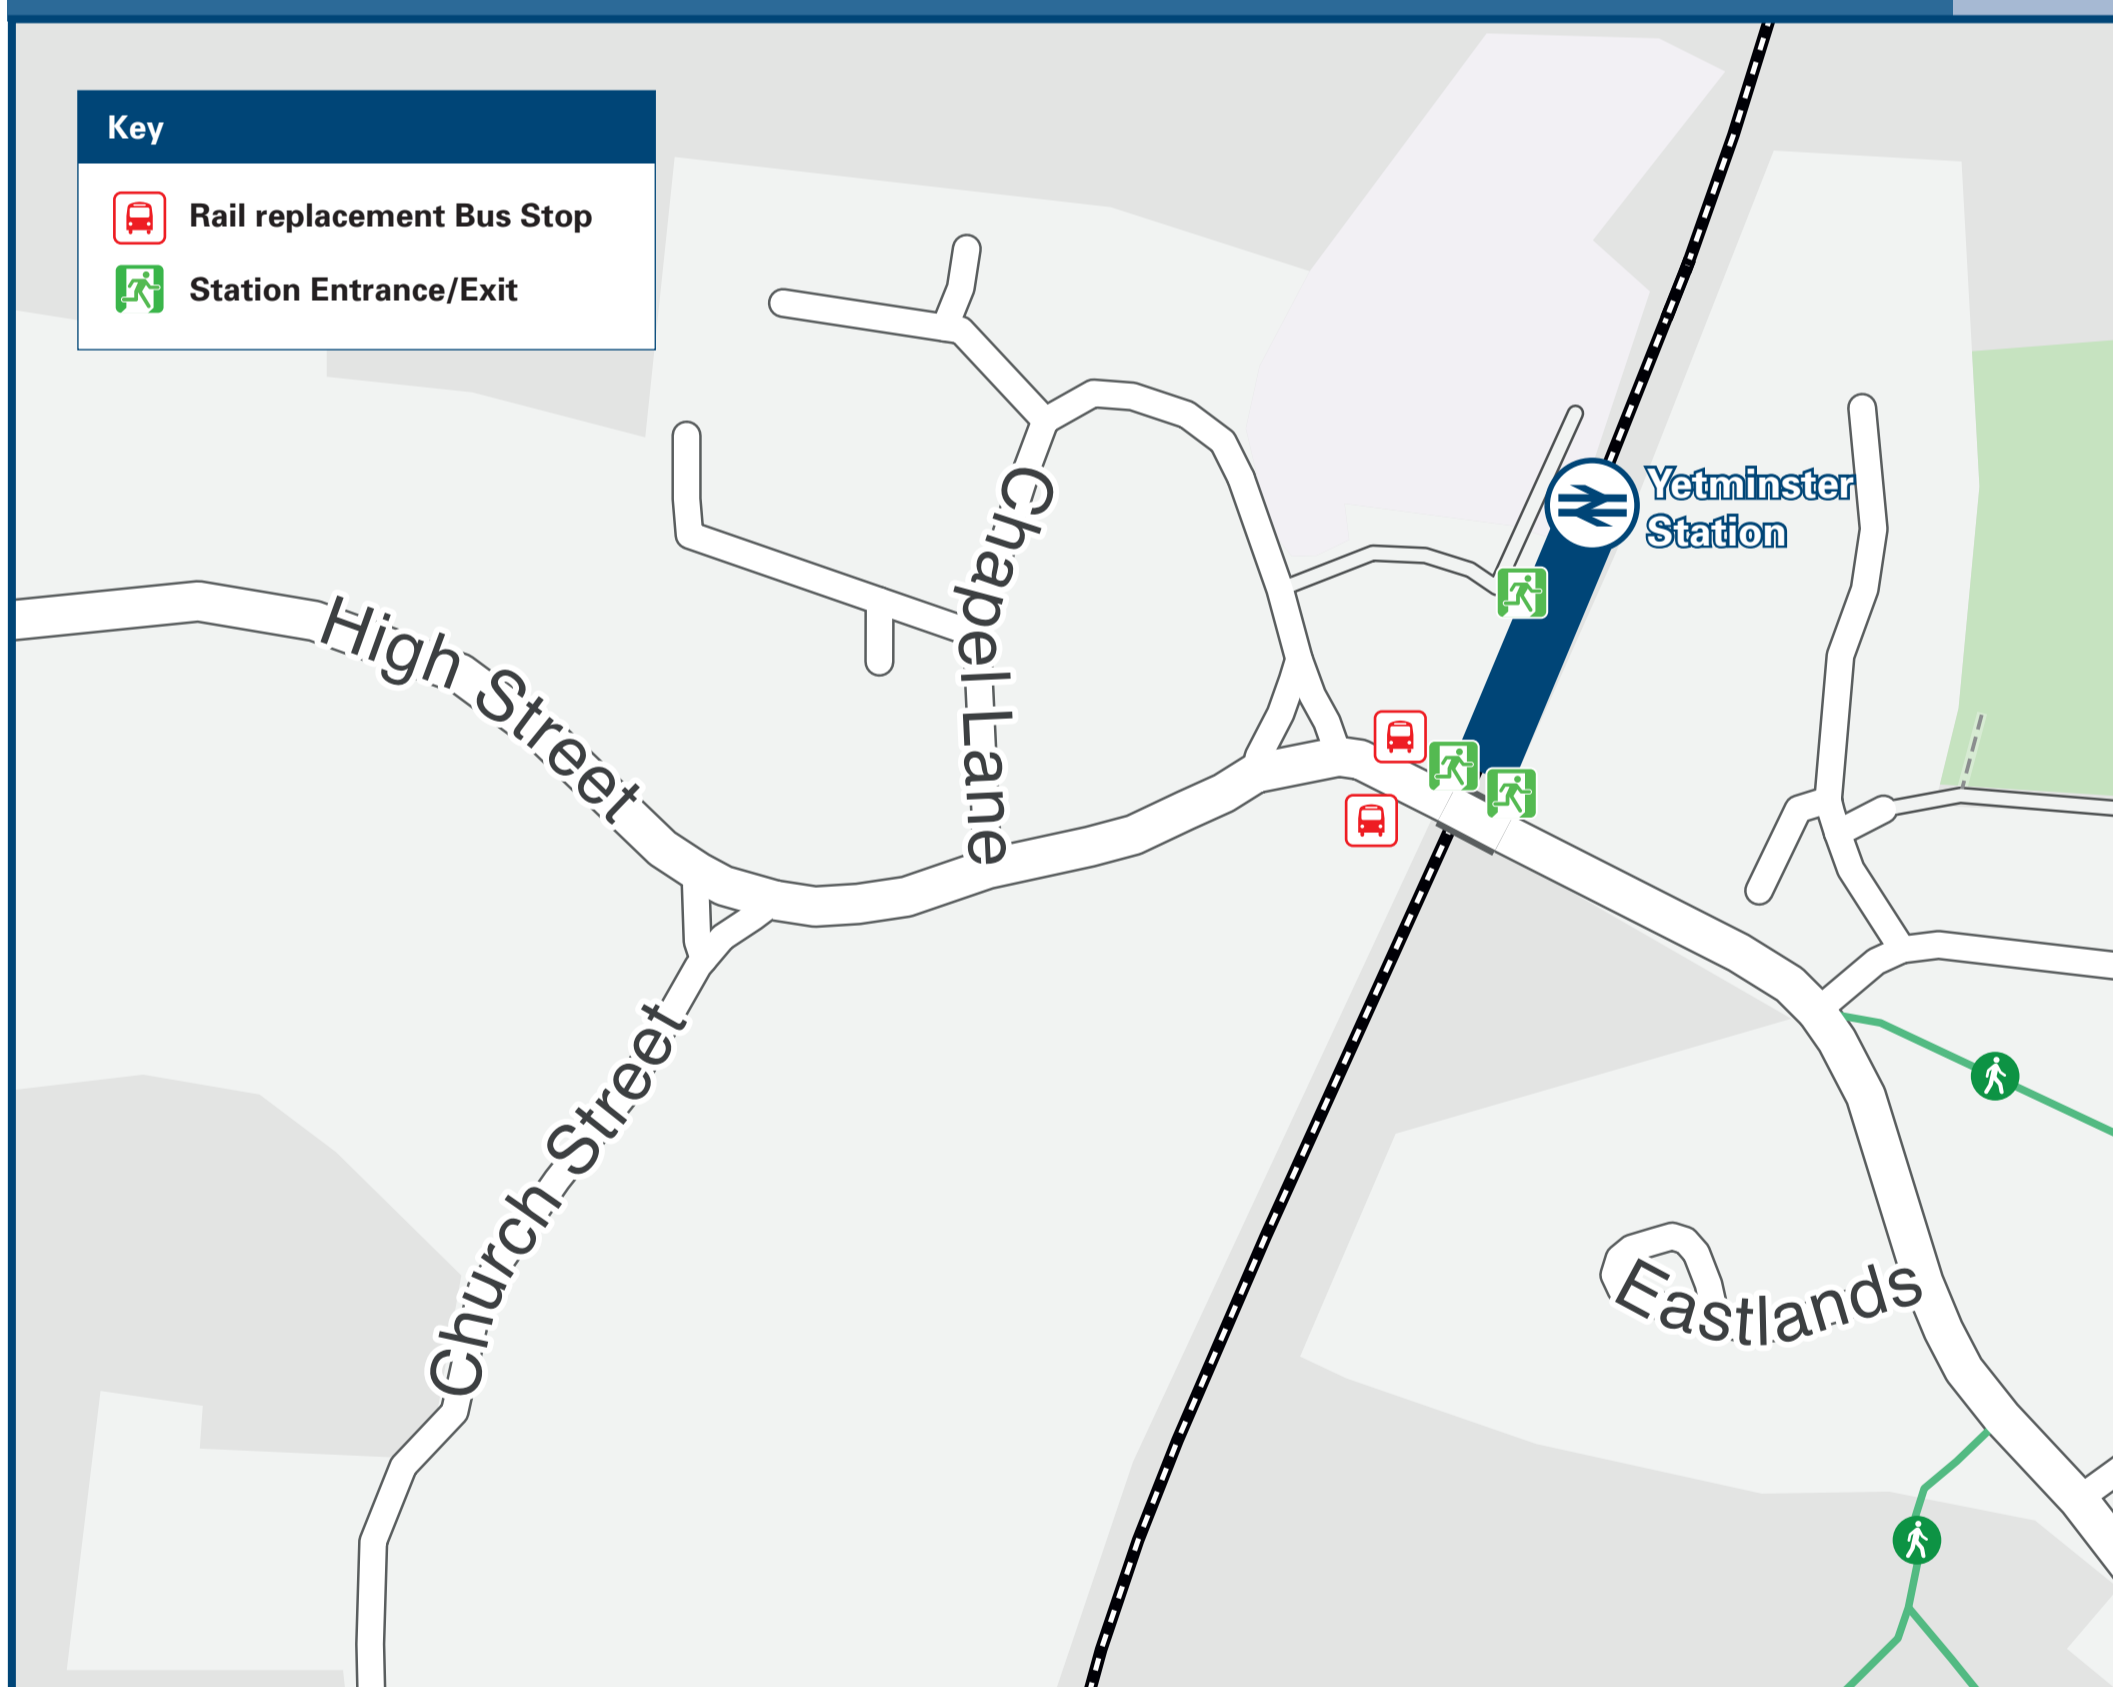 Key
Rail replacement Bus Stop
Station Entrance/Exit
Yetminster
Station
Chapel Lane
High Street
Church Street
Eastlands